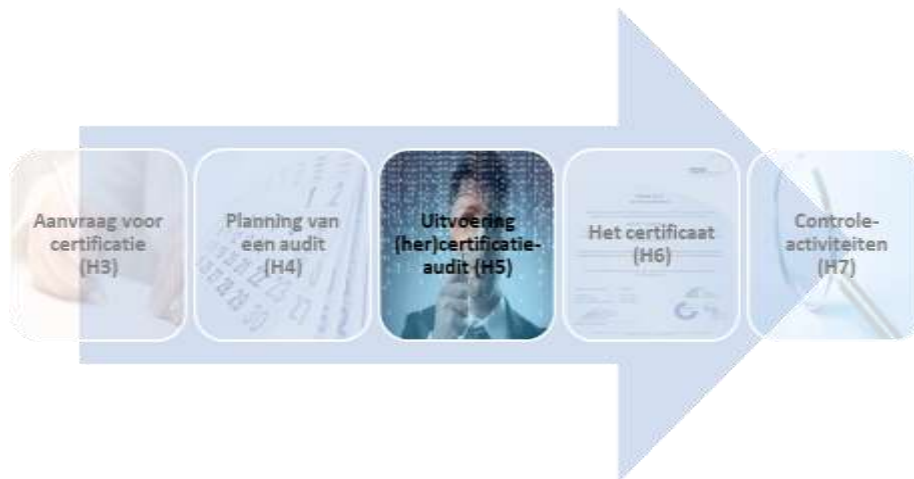 Aanvraag voor
certificatie
(H3)
Planning van
een audit
(H4)
Uitvoering
(her)certificatie-
audit (H5)
Het certificaat
(H6)
Controle-
activiteiten
(H7)